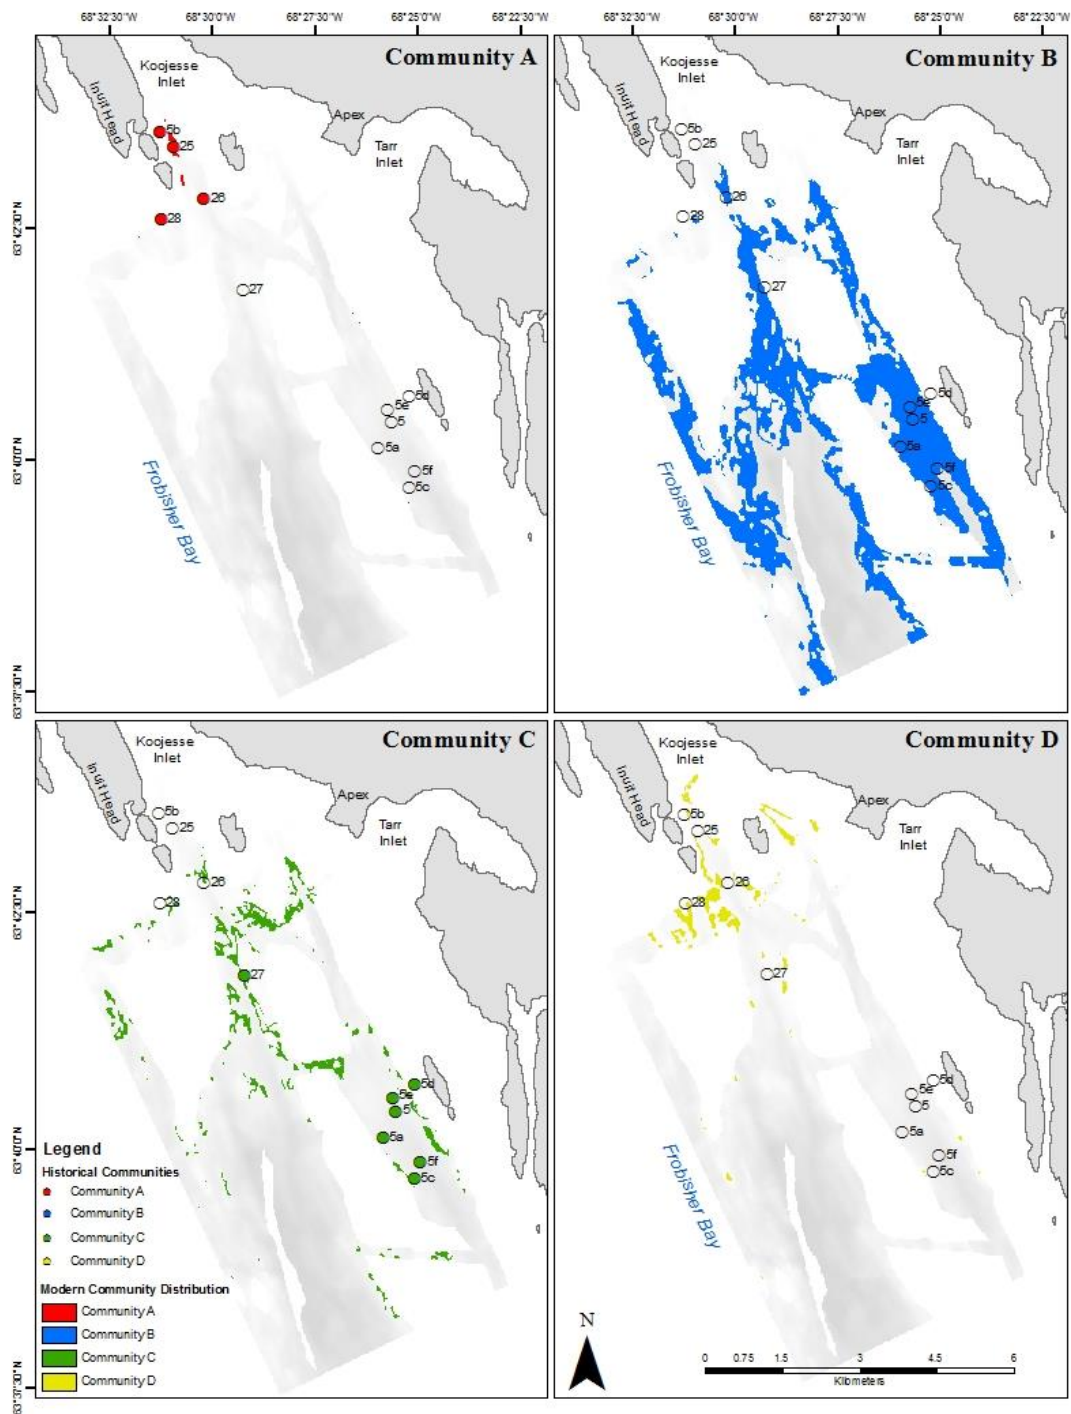 68°32'30"W 68°30'0"W 68°27'30"W 68°25'0"W 68°22'30"W
68°32'30"W 68°30'0"W 68°27'30"W 68°25'0"W 68°22'30"W
Community A
Koojesse
Inlet
Inuit Head
Apex
Tarr
Inlet
5b
25
26
28
27
5d
5e
5
5a
5f
5c
Frobisher Bay
63°42'30"N
63°40'0"N
63°37'30"N
Community B
Koojesse
Inlet
Inuit Head
Apex
Tarr
Inlet
5b
25
26
28
27
5d
5e
5
5a
5f
5c
Frobisher Bay
Community C
Koojesse
Inlet
Inuit Head
Apex
Tarr
Inlet
5b
25
26
28
27
5d
5e
5
5a
5f
5c
63°42'30"N
63°40'0"N
63°37'30"N
Legend
Historical Communities
Community A
Community B
Community C
Community D
Modern Community Distribution
Community A
Community B
Community C
Community D
Community D
Koojesse
Inlet
Inuit Head
Apex
Tarr
Inlet
5b
25
26
28
27
5d
5e
5
5a
5f
5c
Frobisher Bay
N
0 0.75 1.5 3 4.5 6
Kilometers